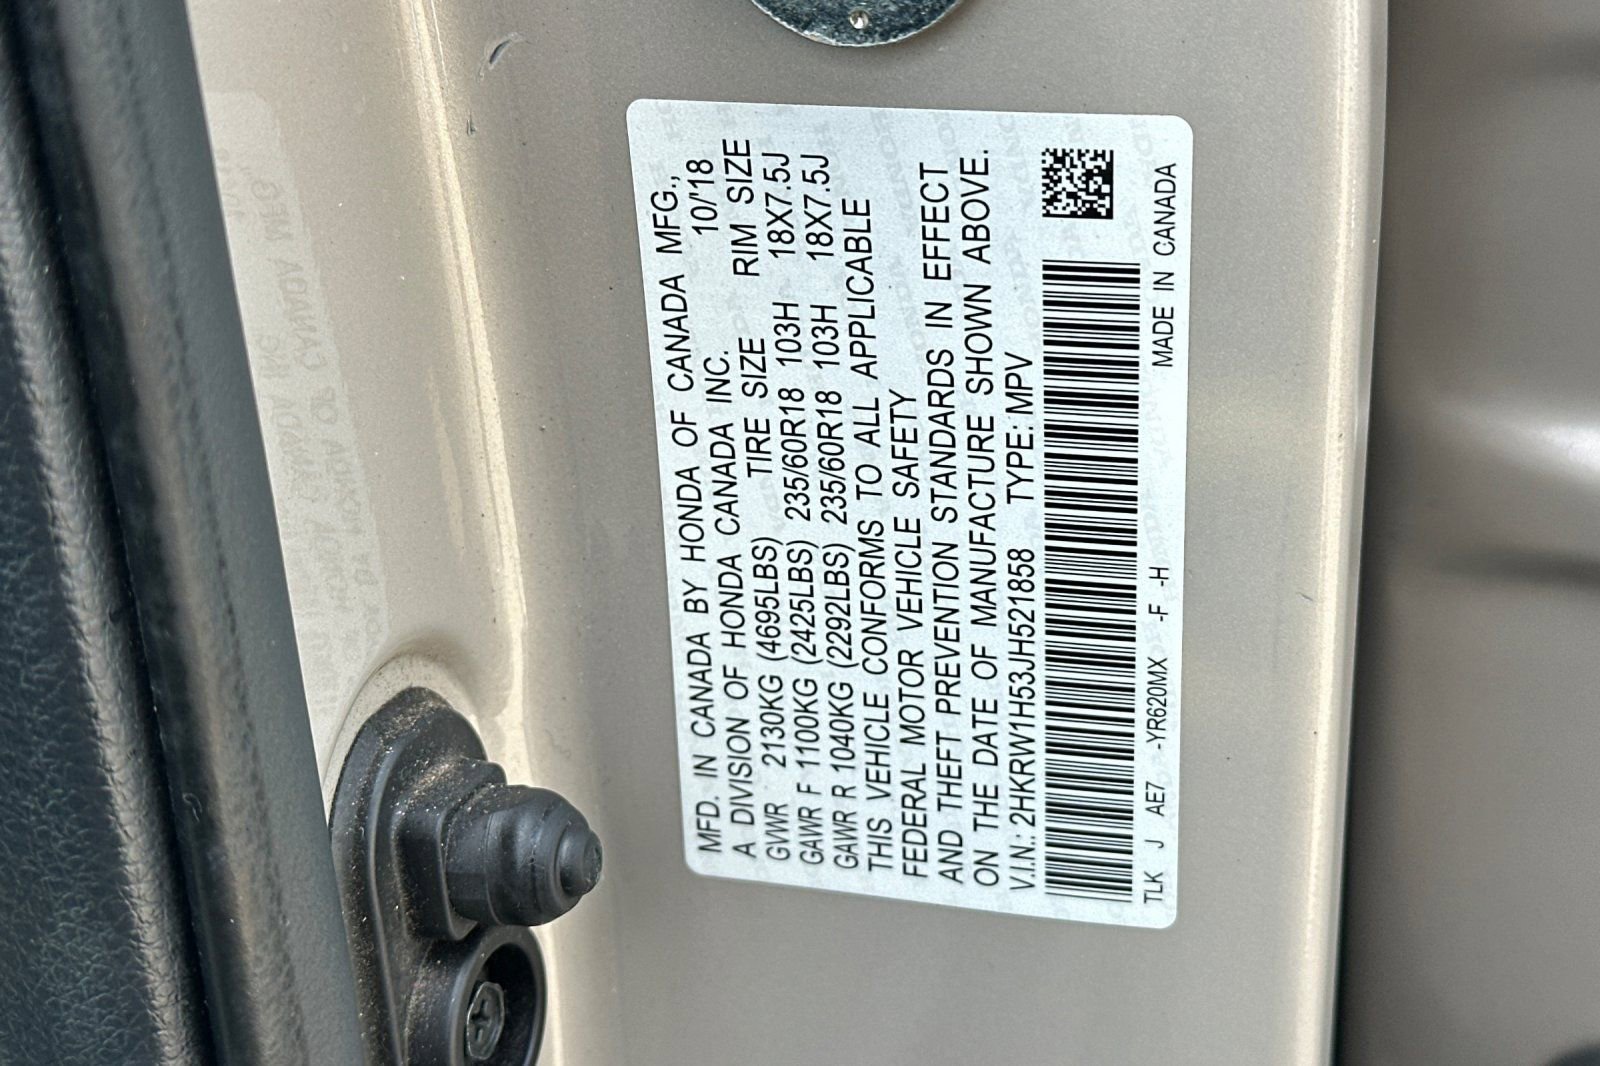 MFD. IN CANADA BY HONDA OF CANADA MFG.,
A DIVISION OF HONDA CANADA INC. 10/'18
TIRE SIZE RIM SIZE
GVWR 2130KG (4695LBS)
GAWR F 1100KG (2425LBS) 235/60R18 103H 18X7.5J
GAWR R 1040KG (2292LBS) 235/60R18 103H 18X7.5J
THIS VEHICLE CONFORMS TO ALL APPLICABLE
FEDERAL MOTOR VEHICLE SAFETY
AND THEFT PREVENTION STANDARDS IN EFFECT
ON THE DATE OF MANUFACTURE SHOWN ABOVE.
V.I.N.: 2HKRW1H53JH521858 TYPE: MPV
TLK J AE7 -YR620MX -F -H MADE IN CANADA